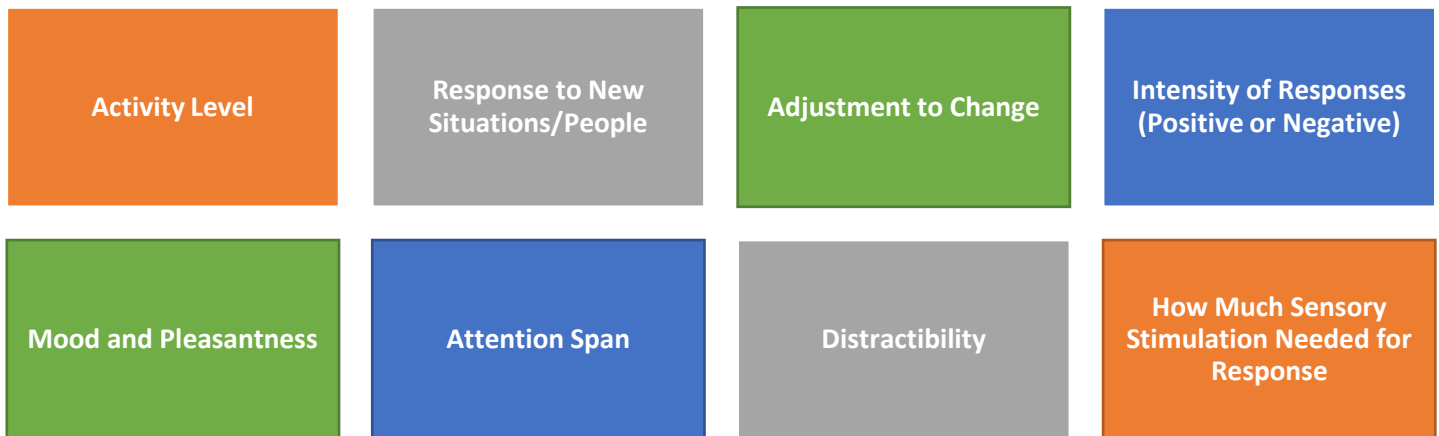 Activity Level
Response to New
Situations/People
Adjustment to Change
Intensity of Responses
(Positive or Negative)
Mood and Pleasantness
Attention Span
Distractibility
How Much Sensory
Stimulation Needed for
Response